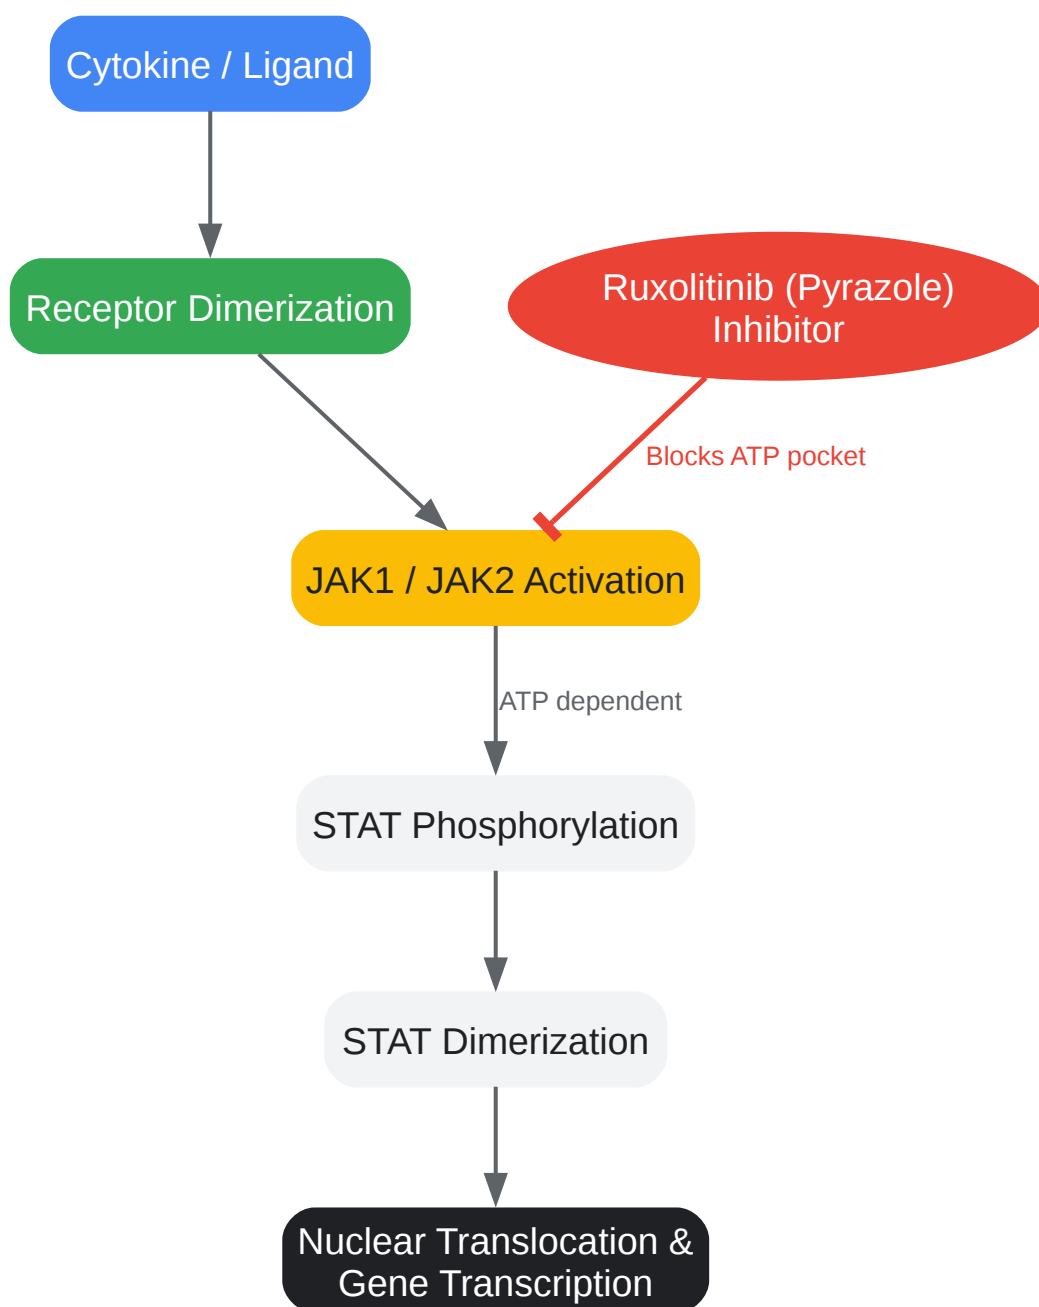 Cytokine / Ligand
Receptor Dimerization
Ruxolitinib (Pyrazole)
Inhibitor
Blocks ATP pocket
JAK1 / JAK2 Activation
ATP dependent
STAT Phosphorylation
STAT Dimerization
Nuclear Translocation &
Gene Transcription